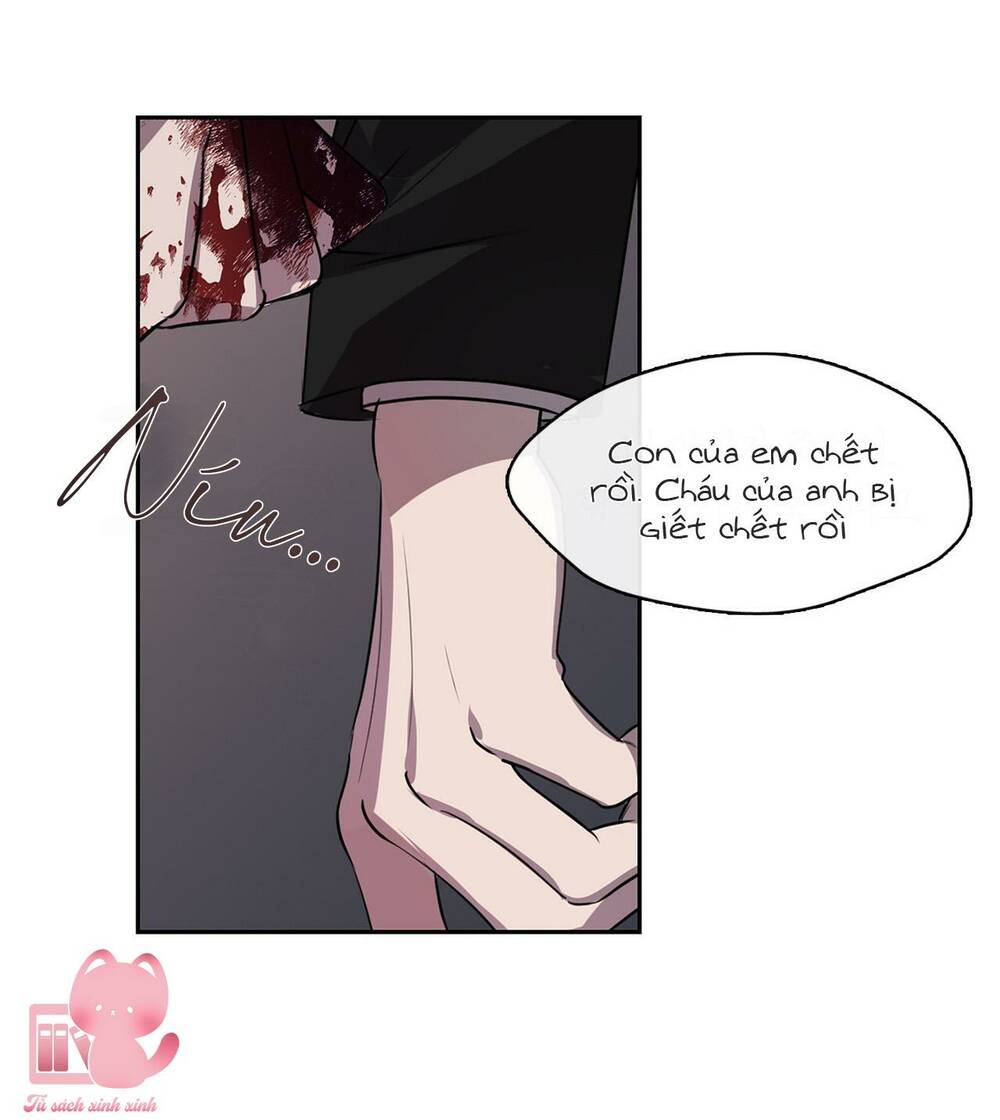 Níu...
Con của em chết
rồi. Cháu của anh Bị
Giết chết rồi
Tủ sách xinh xinh